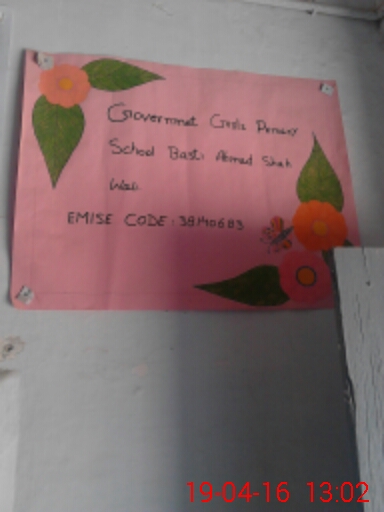 Government Girls Primary
School Basti Ahmed Shah
Wali
EMISE CODE: 38140683
19-04-16 13:02